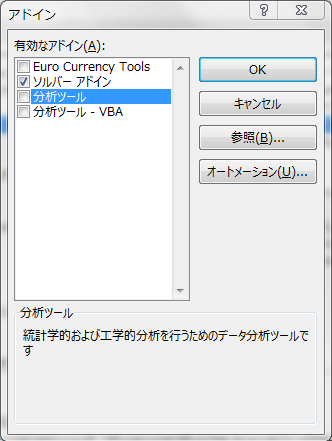 アドイン
有効なアドイン(A):
Euro Currency Tools
ソルバー アドイン
分析ツール
分析ツール - VBA
OK
キャンセル
参照(B)...
オートメーション(U)...
分析ツール
統計学的および工学的分析を行うためのデータ分析ツールで
す